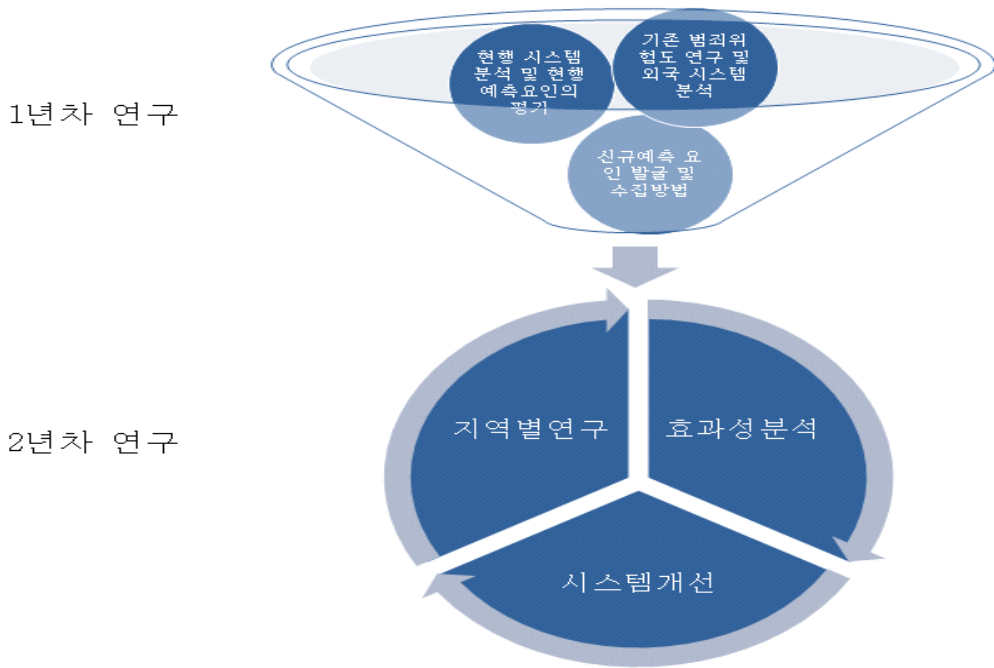 1년차 연구
현행 시스템
분석 및 현행
예측요인의
평가
기존 범죄위
험도 연구 및
외국 시스템
분석
신규예측 요
인 발굴 및
수집방법
2년차 연구
지역별연구
효과성분석
시스템개선